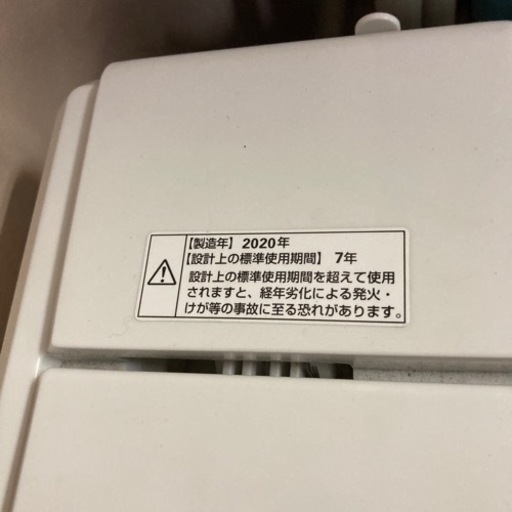 【製造年】2020年
【設計上の標準使用期間】7年
設計上の標準使用期間を超えて使用
されますと、経年劣化による発火・
けが等の事故に至る恐れがあります。